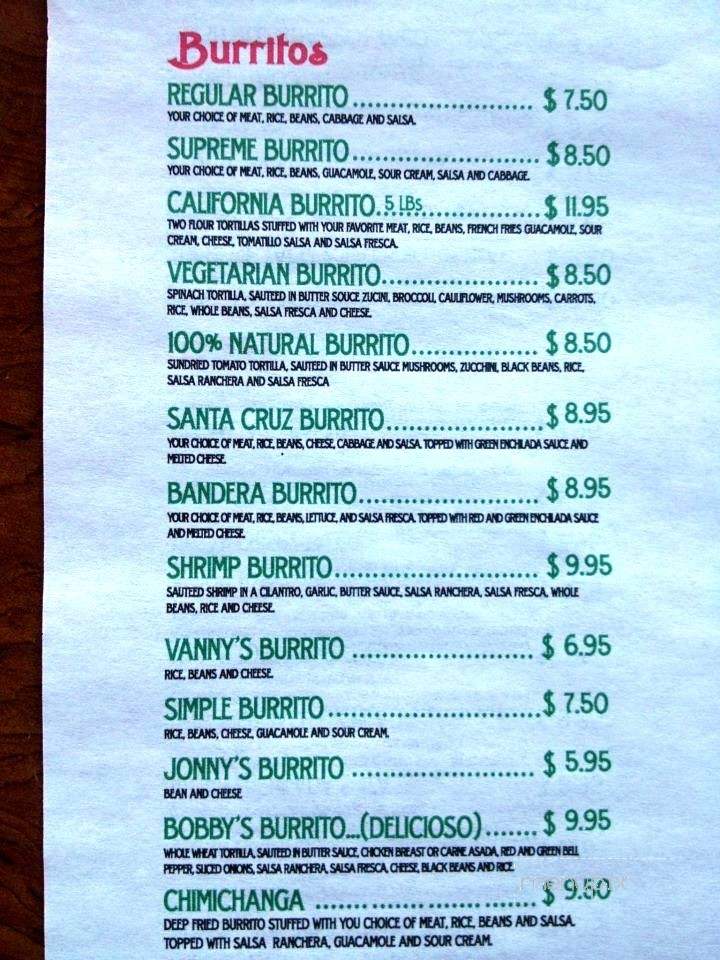 Burritos
REGULAR BURRITO ........................ $ 7.50
YOUR CHOICE OF MEAT, RICE, BEANS, CABBAGE AND SALSA.
SUPREME BURRITO ......................... $8.50
YOUR CHOICE OF MEAT, RICE, BEANS, GUACAMOLE, SOUR CREAM, SALSA AND CABBAGE.
CALIFORNIA BURRITO. 5 LBs ................ $ 11.95
TWO FLOUR TORTILLAS STUFFED WITH YOUR FAVORITE MEAT, RICE, BEANS, FRENCH FRIES GUACAMOLE, SOUR
CREAM, CHEESE, TOMATILLO SALSA AND SALSA FRESCA.
VEGETARIAN BURRITO..................... $8.50
SPINACH TORTILLA, SAUTEED IN BUTTER SOUCE ZUCINI, BROCCOLI, CAULIFLOWER, MUSHROOMS, CARROTS,
RICE, WHOLE BEANS, SALSA FRESCA AND CHEESE.
100% NATURAL BURRITO................. $ 8.50
SUNDRIED TOMATO TORTILLA, SAUTEED IN BUTTER SAUCE MUSHROOMS, ZUCCHINI, BLACK BEANS, RICE,
SALSA RANCHERA AND SALSA FRESCA
SANTA CRUZ BURRITO..................... $ 8.95
YOUR CHOICE OF MEAT, RICE, BEANS, CHEESE, CABBAGE AND SALSA. TOPPED WITH GREEN ENCHILADA SAUCE AND
MELTED CHEESE.
BANDERA BURRITO........................ $ 8.95
YOUR CHOICE OF MEAT, RICE, BEANS, LETTUCE, AND SALSA FRESCA. TOPPED WITH RED AND GREEN ENCHILADA SAUCE
AND MELTED CHEESE.
SHRIMP BURRITO........................... $ 9.95
SAUTEED SHRIMP IN A CILANTRO, GARLIC, BUTTER SAUCE, SALSA RANCHERA, SALSA FRESCA, WHOLE
BEANS, RICE AND CHEESE.
VANNY'S BURRITO ........................ $ 6.95
RICE, BEANS AND CHEESE.
SIMPLE BURRITO ............................ $ 7.50
RICE, BEANS, CHEESE, GUACAMOLE AND SOUR CREAM.
JONNY'S BURRITO ........................ $ 5.95
BEAN AND CHEESE
BOBBY'S BURRITO...(DELICIOSO)....... $ 9.95
WHOLE WHEAT TORTILLA, SAUTEED IN BUTTER SAUCE, CHICKEN BREAST OR CARNE ASADA, RED AND GREEN BELL
PEPPER, SLICED ONIONS, SALSA RANCHERA, SALSA FRESCA, CHEESE, BLACK BEANS AND RICE.
CHIMICHANGA ............................. $ 9.50
DEEP FRIED BURRITO STUFFED WITH YOU CHOICE OF MEAT, RICE, BEANS AND SALSA.
TOPPED WITH SALSA RANCHERA, GUACAMOLE AND SOUR CREAM.